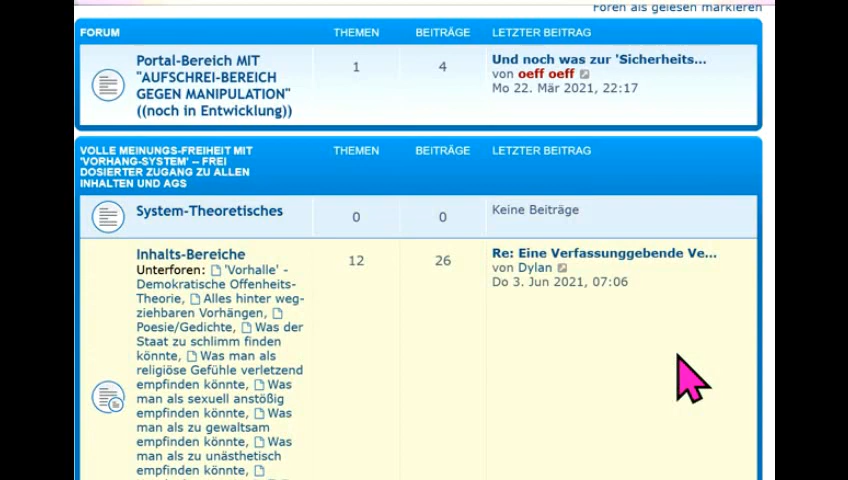 Foren als gelesen markieren
FORUM THEMEN BEITRÄGE LETZTER BEITRAG
Portal-Bereich MIT
"AUFSCHREI-BEREICH
GEGEN MANIPULATION"
((noch in Entwicklung))
1
4
Und noch was zur 'Sicherheits...
von oeff oeff
Mo 22. Mär 2021, 22:17
VOLLE MEINUNGS-FREIHEIT MIT
'VORHANG-SYSTEM' – FREI
DOSIERTER ZUGANG ZU ALLEN
INHALTEN UND AGS
THEMEN BEITRÄGE LETZTER BEITRAG
System-Theoretisches
0
0
Keine Beiträge
Inhalts-Bereiche
Unterforen: 'Vorhalle' -
Demokratische Offenheits-
Theorie, Alles hinter weg-
ziehbaren Vorhängen,
Poesie/Gedichte, Was der
Staat zu schlimm finden
könnte, Was man als
religiöse Gefühle verletzend
empfinden könnte, Was
man als sexuell anstößig
empfinden könnte, Was
man als zu gewaltsam
empfinden könnte, Was
man als zu unästhetisch
empfinden könnte,
12
26
Re: Eine Verfassunggebende Ve...
von Dylan
Do 3. Jun 2021, 07:06